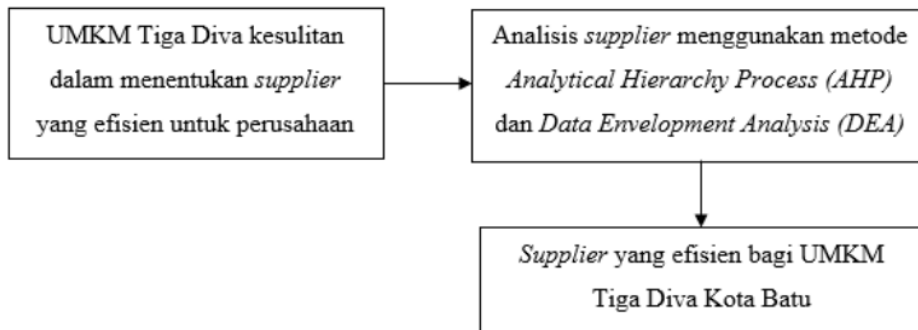 UMKM Tiga Diva kesulitan
dalam menentukan supplier
yang efisien untuk perusahaan
Analisis supplier menggunakan metode
Analytical Hierarchy Process (AHP)
dan Data Envelopment Analysis (DEA)
Supplier yang efisien bagi UMKM
Tiga Diva Kota Batu